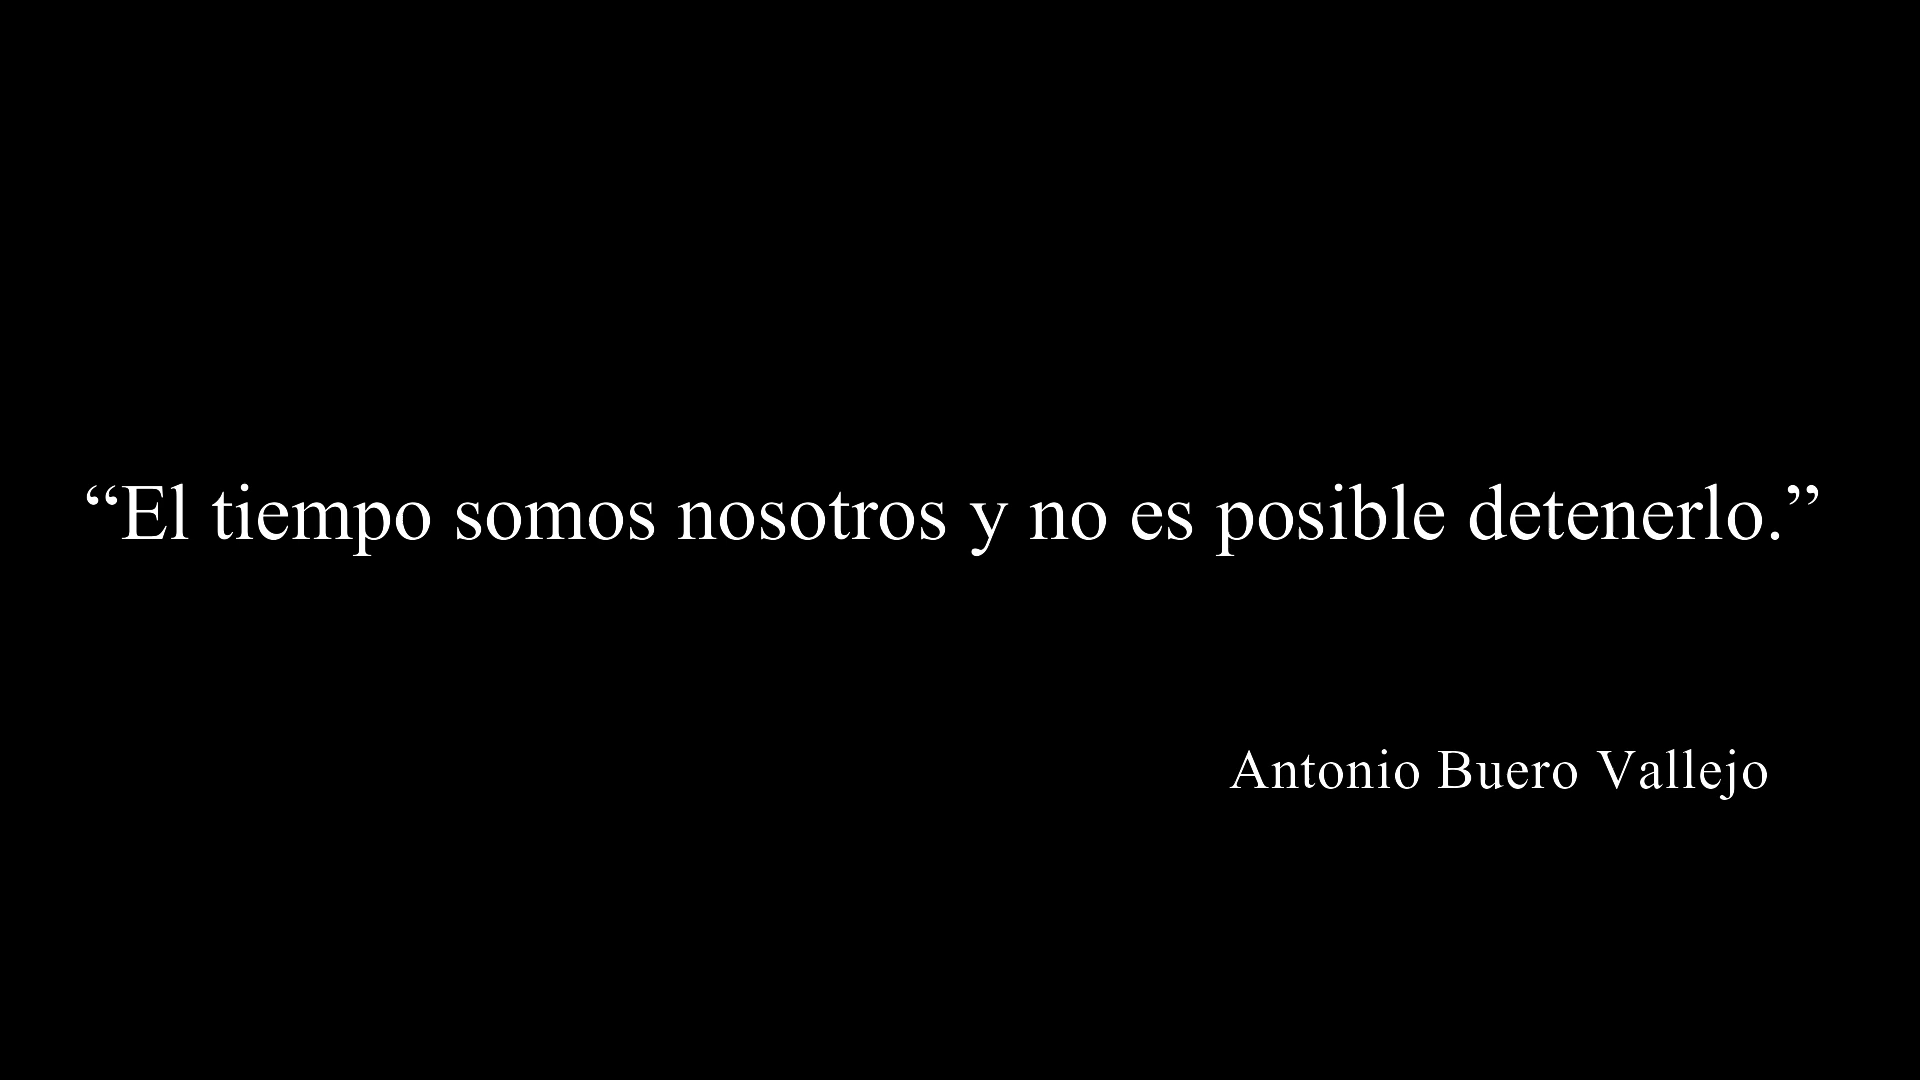 “El tiempo somos nosotros y no es posible detenerlo.”
Antonio Buero Vallejo